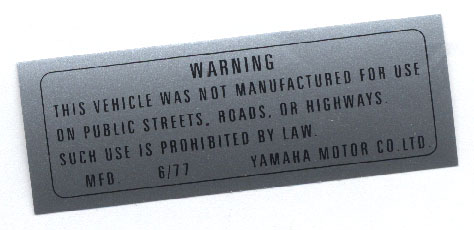 WARNING
THIS VEHICLE WAS NOT MANUFACTURED FOR USE
ON PUBLIC STREETS, ROADS, OR HIGHWAYS.
SUCH USE IS PROHIBITED BY LAW.
MFD 6/77 YAMAHA MOTOR CO.LTD.